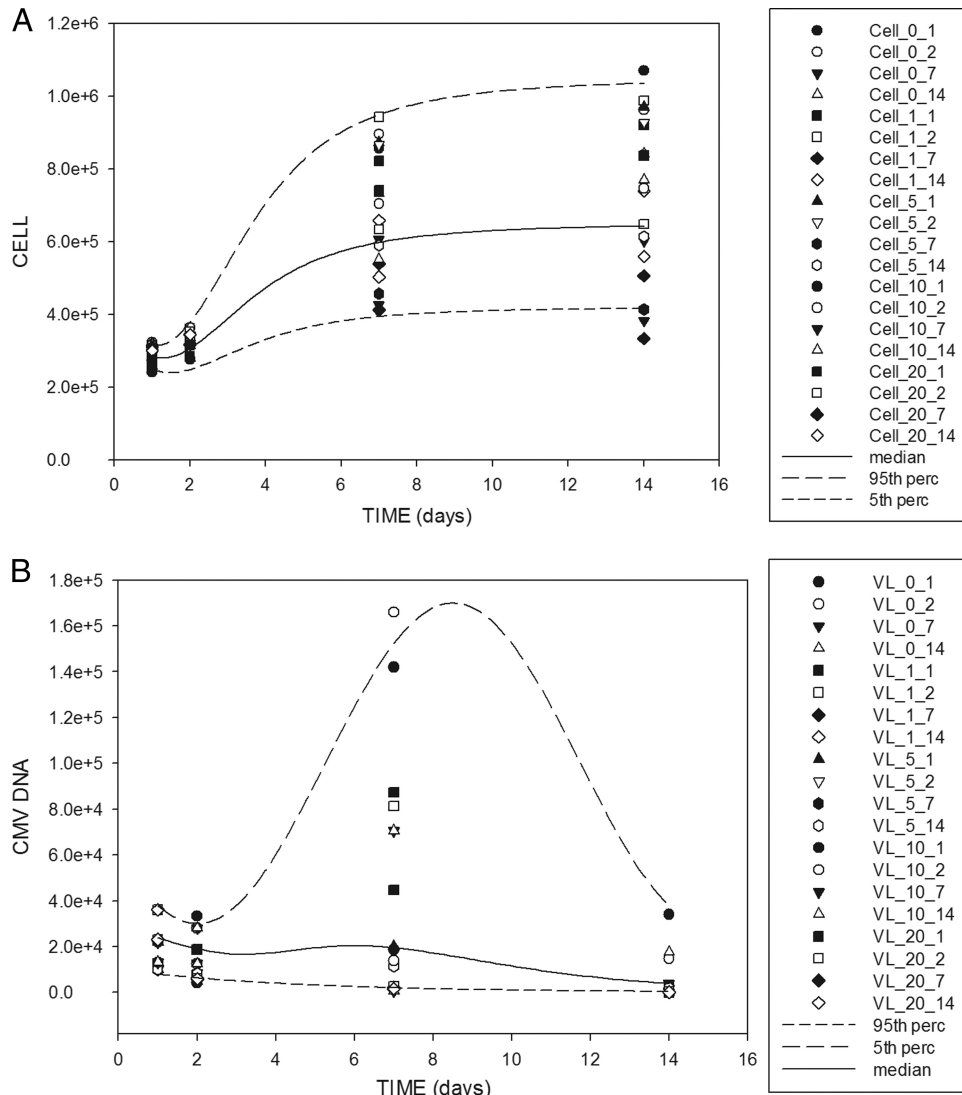 A
CELL
1.2e+6
1.0e+6
8.0e+5
6.0e+5
4.0e+5
2.0e+5
0.0
0 2 4 6 8 10 12 14 16
TIME (days)
Cell_0_1
Cell_0_2
Cell_0_7
Cell_0_14
Cell_1_1
Cell_1_2
Cell_1_7
Cell_1_14
Cell_5_1
Cell_5_2
Cell_5_7
Cell_5_14
Cell_10_1
Cell_10_2
Cell_10_7
Cell_10_14
Cell_20_1
Cell_20_2
Cell_20_7
Cell_20_14
median
95th perc
5th perc
B
CMV DNA
1.8e+5
1.6e+5
1.4e+5
1.2e+5
1.0e+5
8.0e+4
6.0e+4
4.0e+4
2.0e+4
0.0
0 2 4 6 8 10 12 14 16
TIME (days)
VL_0_1
VL_0_2
VL_0_7
VL_0_14
VL_1_1
VL_1_2
VL_1_7
VL_1_14
VL_5_1
VL_5_2
VL_5_7
VL_5_14
VL_10_1
VL_10_2
VL_10_7
VL_10_14
VL_20_1
VL_20_2
VL_20_7
VL_20_14
95th perc
5th perc
median